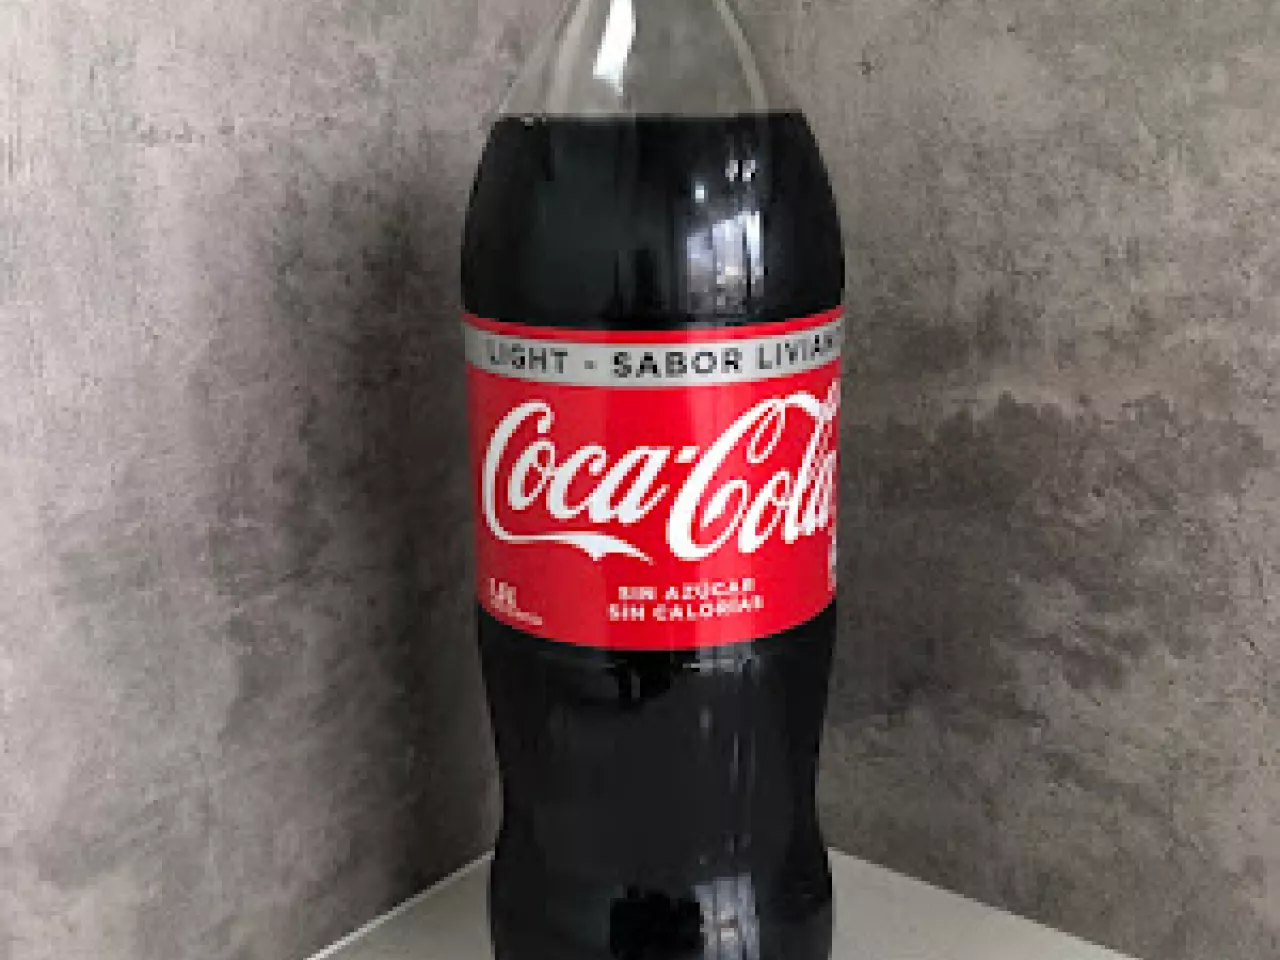 LIGHT - SABOR LIVIAN
Coca-Cola
SIN AZÚCAR
SIN CALORÍAS